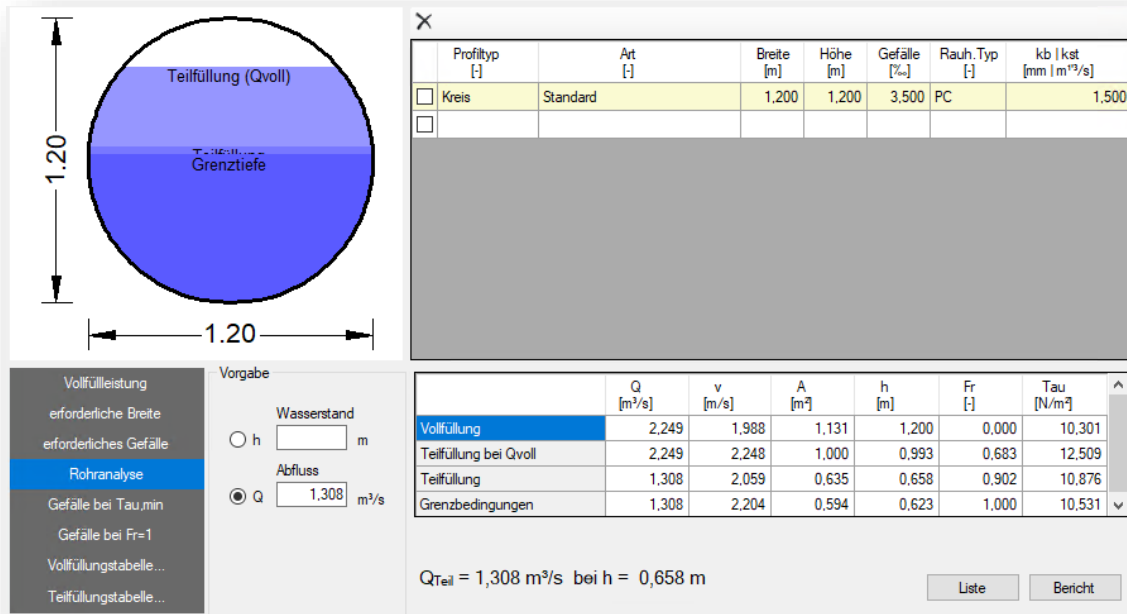 Teilfüllung (Qvoll)
Teilfüllung
Grenztiefe
1.20
1.20
Profiltyp Art Breite Höhe Gefälle Rauh.Typ kb | kst
[-] [-] [m] [m] [‰] [-] [mm | m¹'³/s]
Kreis Standard 1,200 1,200 3,500 PC 1,500
Vollfüllleistung
erforderliche Breite
erforderliches Gefälle
Rohranalyse
Gefälle bei Tau,min
Gefälle bei Fr=1
Vollfüllungstabelle...
Teilfüllungstabelle...
Vorgabe
Wasserstand
h m
Abfluss
Q 1,308 m³/s
Q v A h Fr Tau
[m³/s] [m/s] [m²] [m] [-] [N/m²]
Vollfüllung 2,249 1,988 1,131 1,200 0,000 10,301
Teilfüllung bei Qvoll 2,249 2,248 1,000 0,993 0,683 12,509
Teilfüllung 1,308 2,059 0,635 0,658 0,902 10,876
Grenzbedingungen 1,308 2,204 0,594 0,623 1,000 10,531
QTeil = 1,308 m³/s bei h = 0,658 m
Liste Bericht